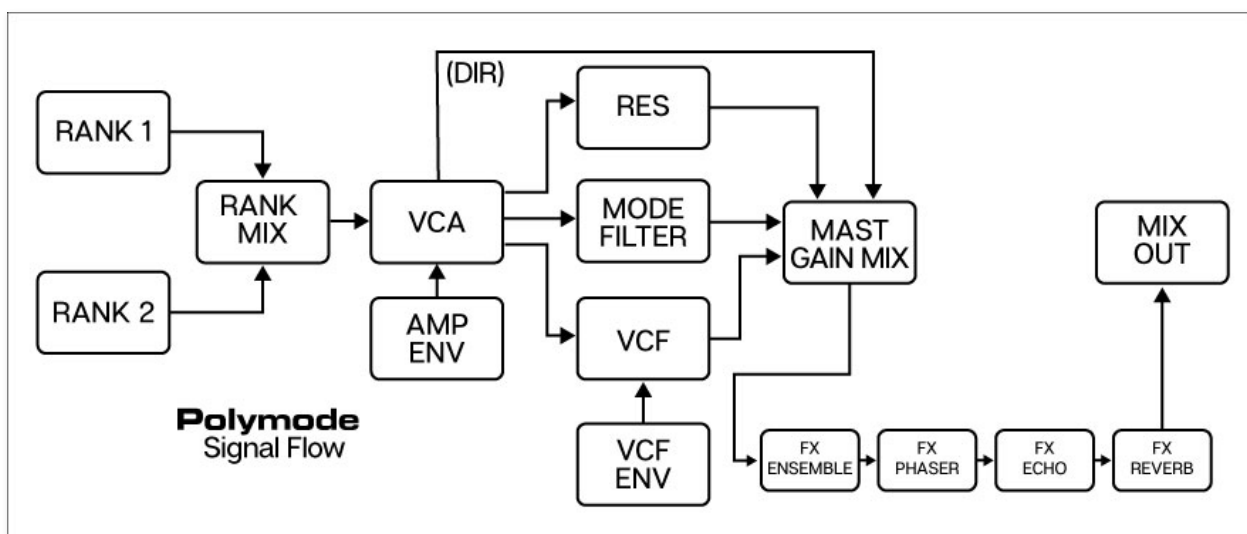 (DIR)
RANK 1
RES
RANK
MIX
VCA
MODE
FILTER
MAST
GAIN MIX
MIX
OUT
RANK 2
AMP
ENV
VCF
Polymode
Signal Flow
VCF
ENV
FX
ENSEMBLE
FX
PHASER
FX
ECHO
FX
REVERB